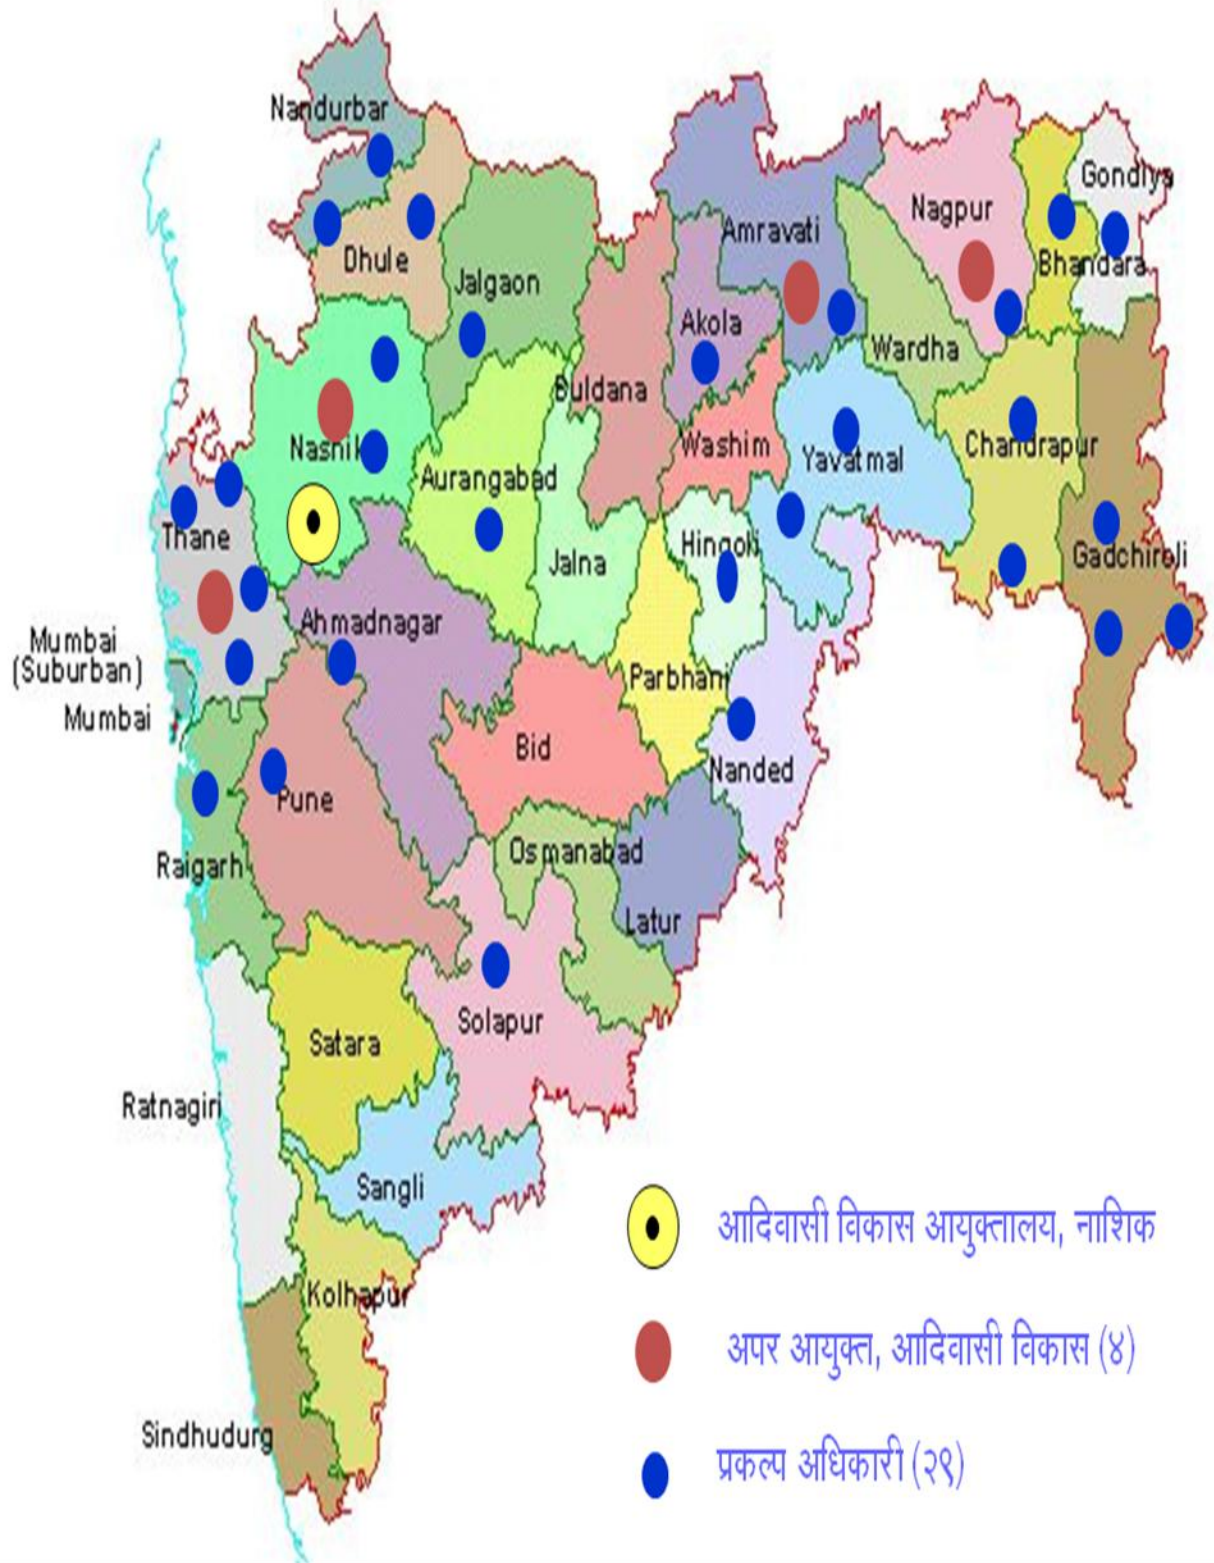 Nandurbar
Gondiya
Nagpur
Amravati
Dhule
Bhandara
Jalgaon
Akola
Wardha
Buldana
Nashik
Washim
Chandrapur
Yavatmal
Aurangabad
Thane
Hingoli
Gadchiroli
Jalna
Ahmadnagar
Mumbai
(Suburban)
Parbhani
Mumbai
Bid
Nanded
Pune
Osmanabad
Raigarh
Latur
Solapur
Satara
Ratnagiri
Sangli
आदिवासी विकास आयुक्तालय, नाशिक
Kolhapur
अपर आयुक्त, आदिवासी विकास (४)
Sindhudurg
प्रकल्प अधिकारी (२९)